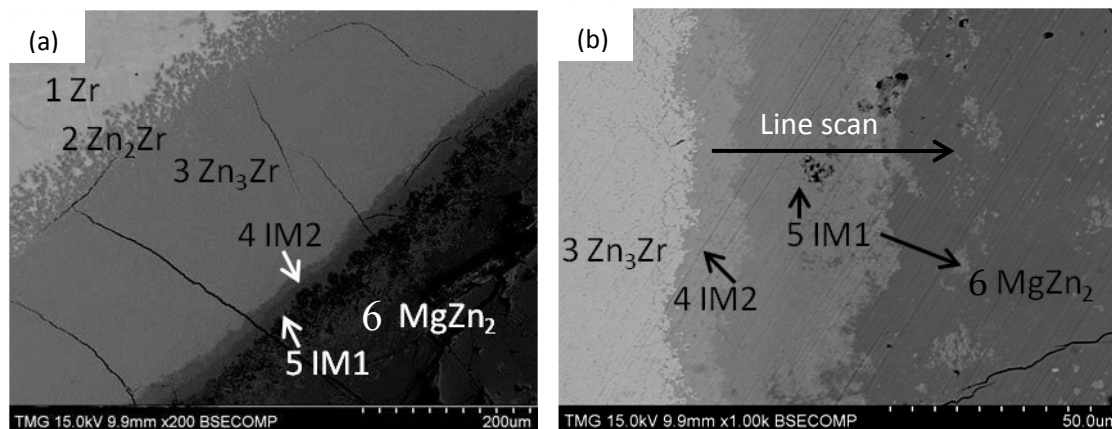 (a)
1 Zr
2 Zn₂Zr
3 Zn₃Zr
4 IM2
5 IM1
6 MgZn₂
TMG 15.0kV 9.9mm x200 BSECOMP 200um
(b)
Line scan
5 IM1
3 Zn₃Zr
4 IM2
6 MgZn₂
TMG 15.0kV 9.9mm x1.00k BSECOMP 50.0um